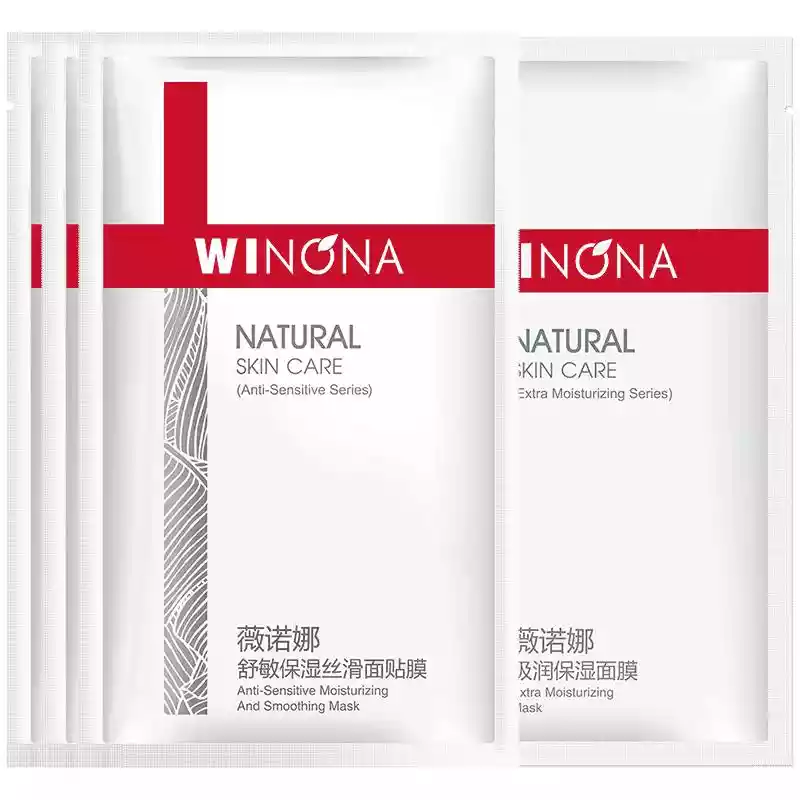 WINONA
NATURAL
SKIN CARE
(Anti-Sensitive Series)
薇诺娜
舒敏保湿丝滑面贴膜
Anti-Sensitive Moisturizing
And Smoothing Mask
INONA
NATURAL
SKIN CARE
Extra Moisturizing Series)
薇诺娜
吸润保湿面膜
xtra Moisturizing
Mask